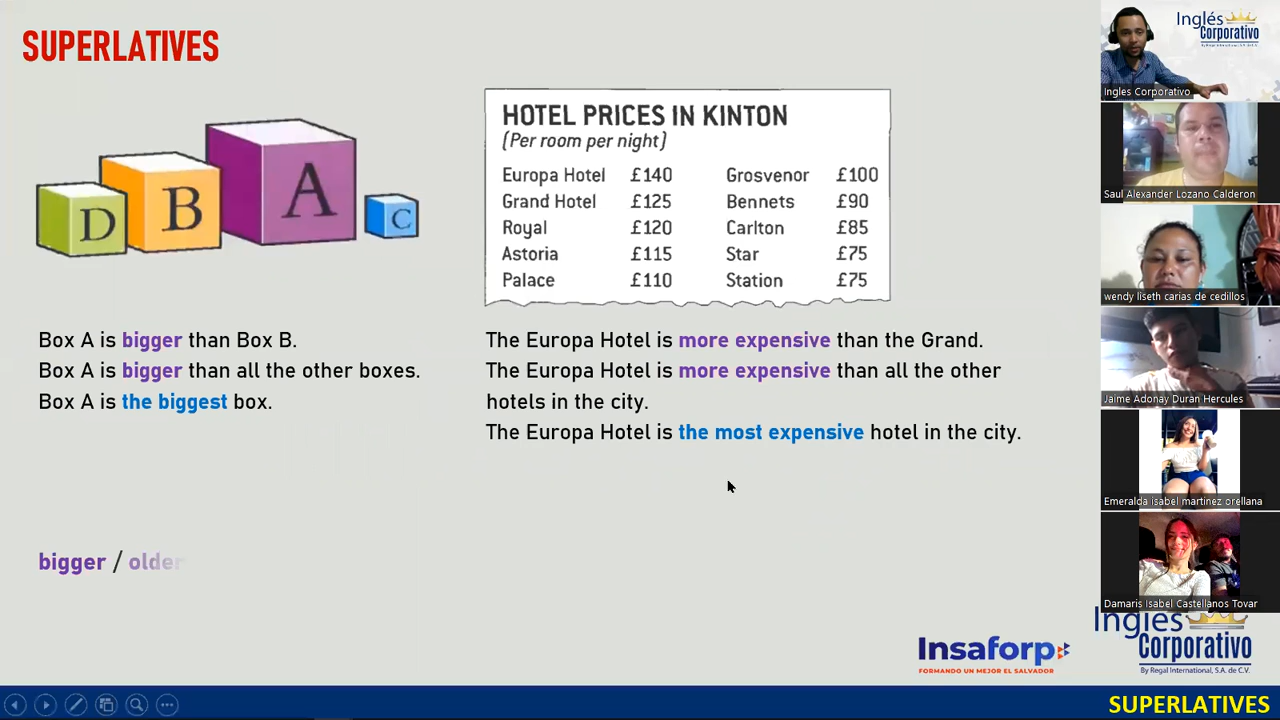 SUPERLATIVES
D
B
A
C
HOTEL PRICES IN KINTON
(Per room per night)
Europa Hotel £140 Grosvenor £100
Grand Hotel £125 Bennets £90
Royal £120 Carlton £85
Astoria £115 Star £75
Palace £110 Station £75
Box A is bigger than Box B.
Box A is bigger than all the other boxes.
Box A is the biggest box.
The Europa Hotel is more expensive than the Grand.
The Europa Hotel is more expensive than all the other
hotels in the city.
The Europa Hotel is the most expensive hotel in the city.
bigger / older
Inglés
Corporativo
By Regal International, S.A. de C.V.
Ingles Corporativo
Saul Alexander Lozano Calderon
wendy liseth carias de cedillos
Jaime Adonay Duran Hercules
Emeralda isabel martinez orellana
Damaris Isabel Castellanos Tovar
Insaforp
FORMANDO UN MEJOR EL SALVADOR
Inglés
Corporativo
By Regal International, S.A. de C.V.
SUPERLATIVES